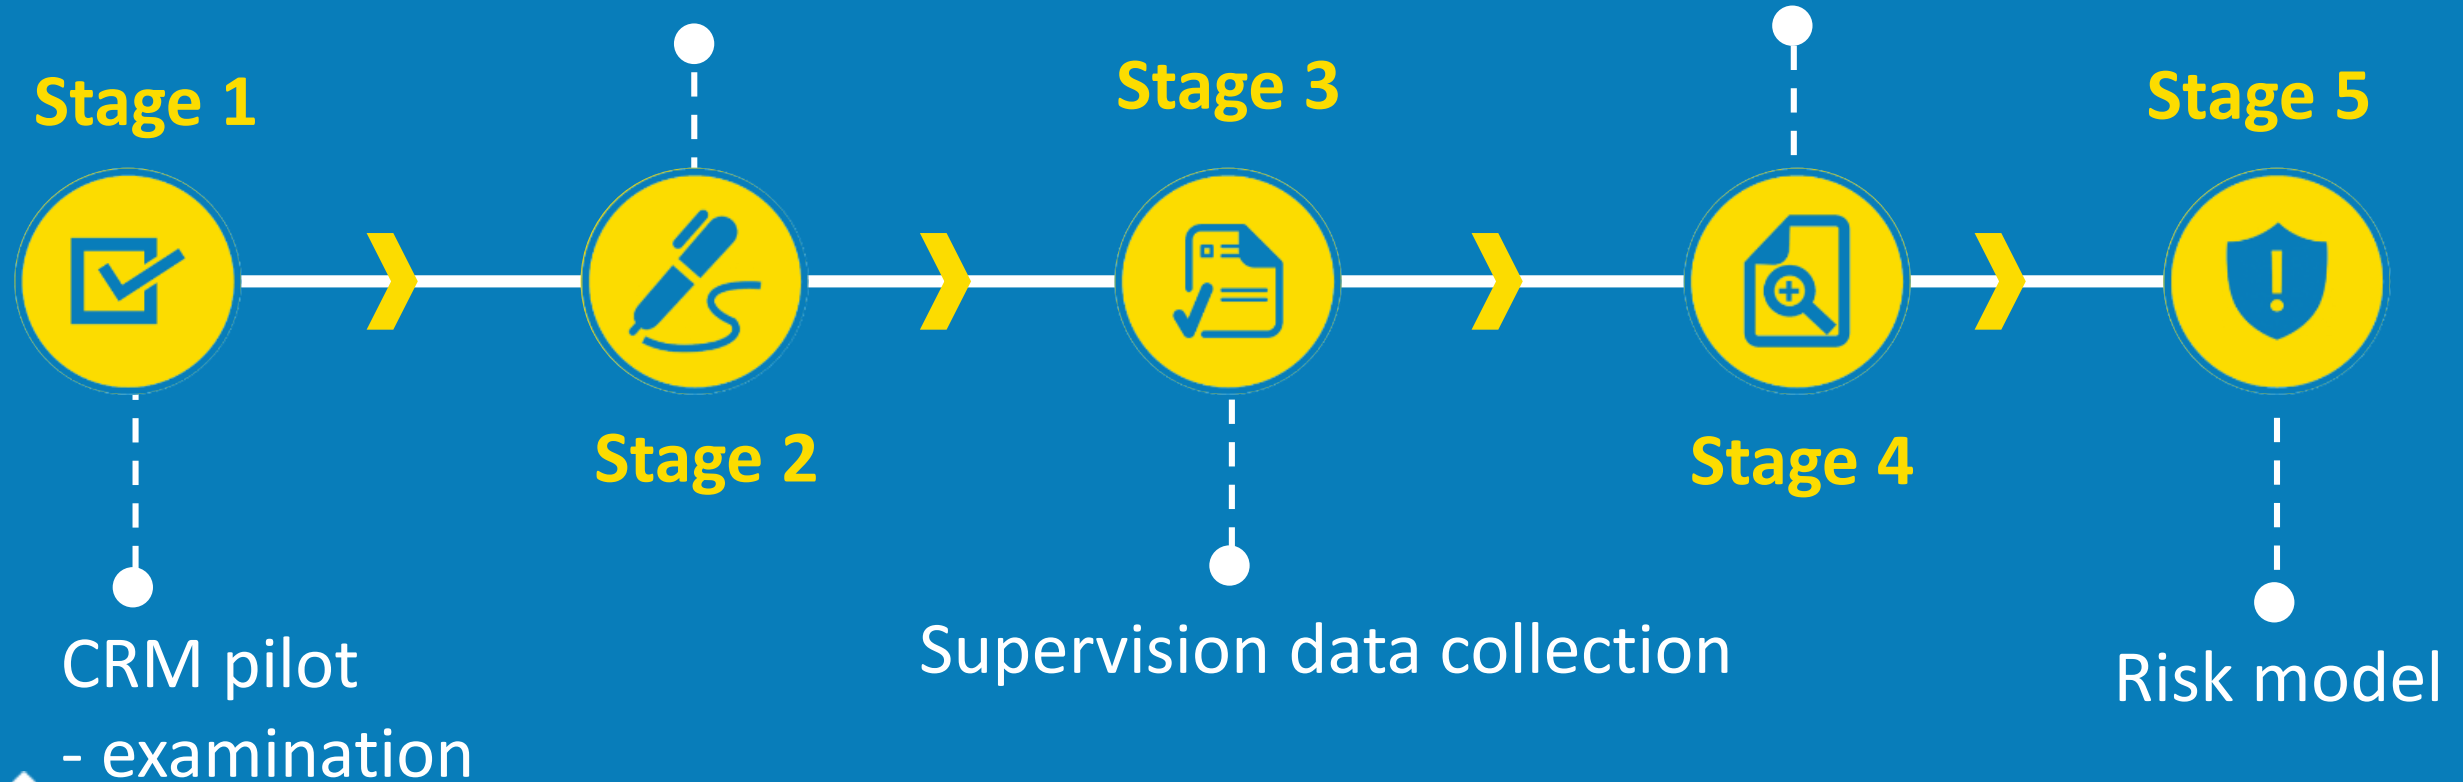 Stage 1
Stage 2
Stage 3
Stage 4
Stage 5
CRM pilot
- examination
Supervision data collection
Risk model